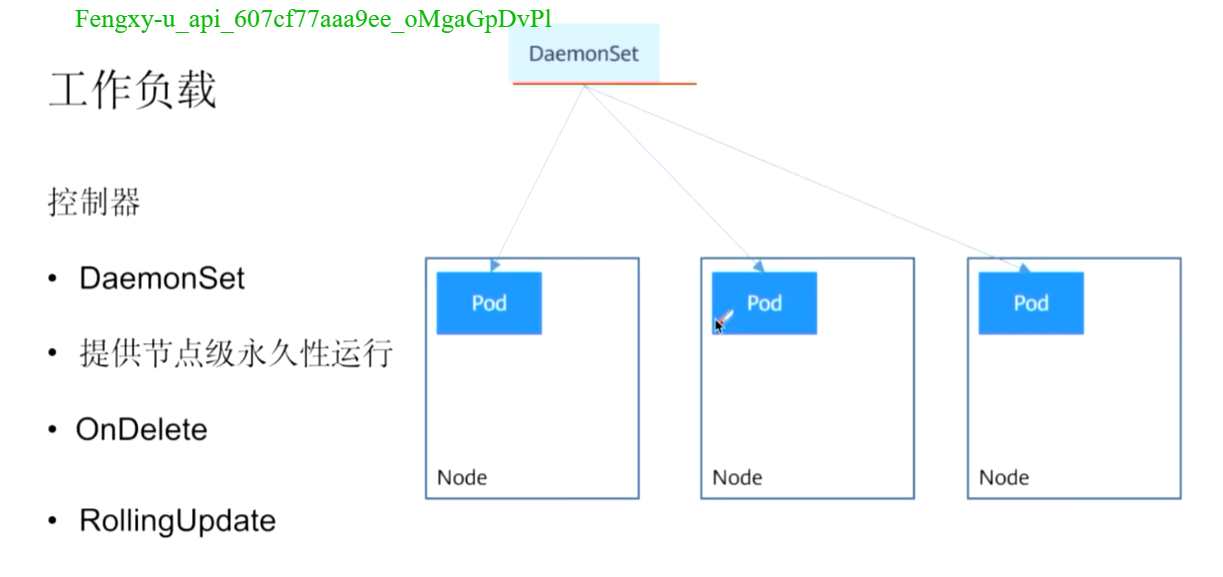 Fengxy-u_api_607cf77aaa9ee_oMgaGpDvPl
DaemonSet
工作负载
控制器
• DaemonSet
• 提供节点级永久性运行
• OnDelete
• RollingUpdate
Pod
Node
Pod
Node
Pod
Node